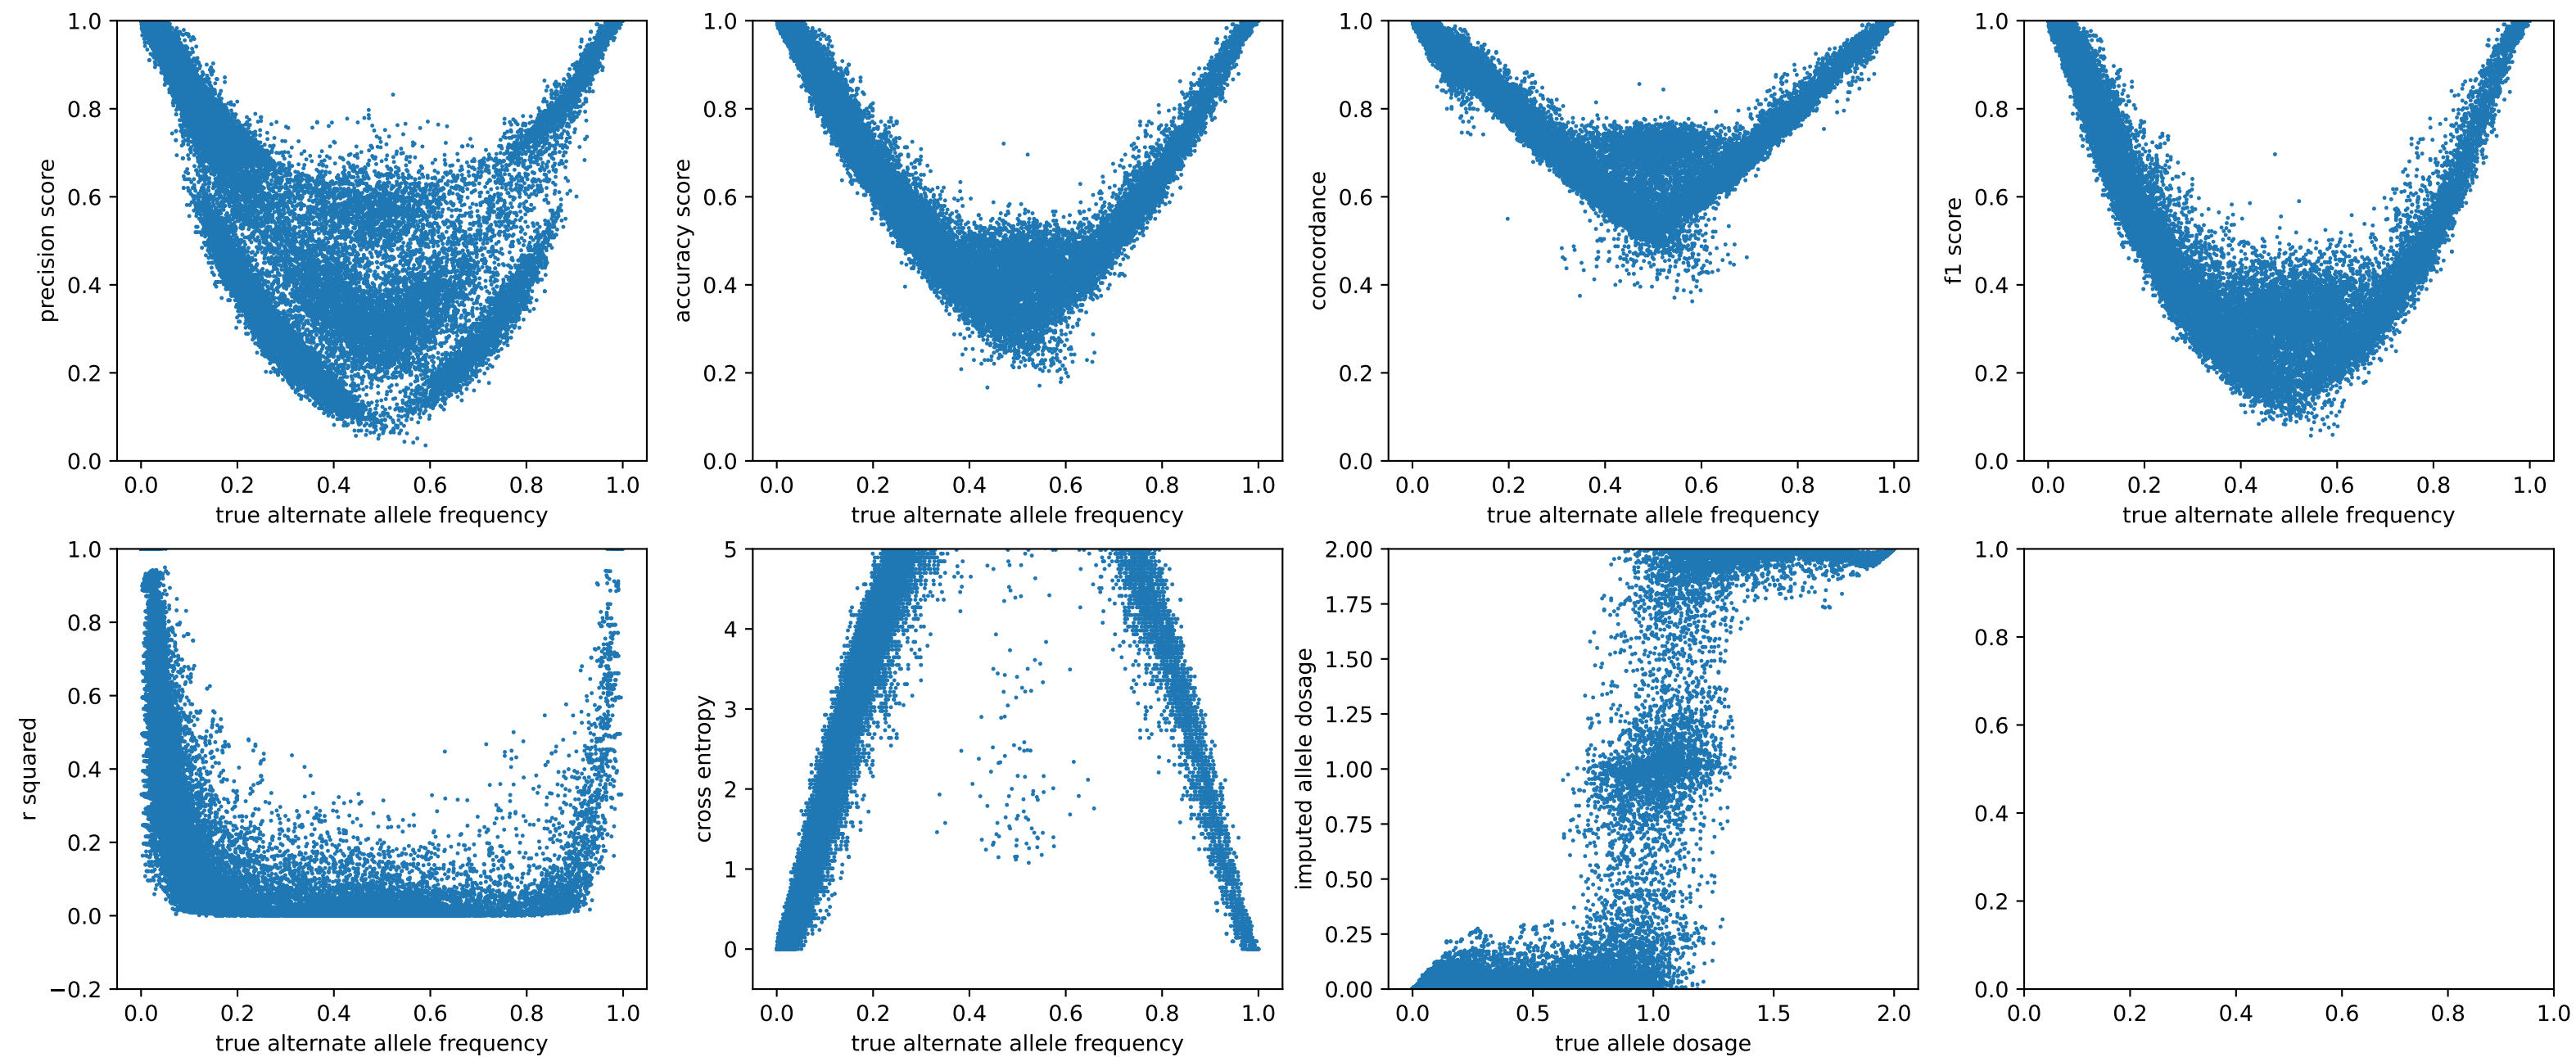 1.0
0.8
0.6
0.4
0.2
0.0
precision score
0.0 0.2 0.4 0.6 0.8 1.0
true alternate allele frequency
1.0
0.8
0.6
0.4
0.2
0.0
accuracy score
0.0 0.2 0.4 0.6 0.8 1.0
true alternate allele frequency
1.0
0.8
0.6
0.4
0.2
0.0
concordance
0.0 0.2 0.4 0.6 0.8 1.0
true alternate allele frequency
1.0
0.8
0.6
0.4
0.2
0.0
f1 score
0.0 0.2 0.4 0.6 0.8 1.0
true alternate allele frequency
1.0
0.8
0.6
0.4
0.2
0.0
−0.2
r squared
0.0 0.2 0.4 0.6 0.8 1.0
true alternate allele frequency
5
4
3
2
1
0
cross entropy
0.0 0.2 0.4 0.6 0.8 1.0
true alternate allele frequency
2.00
1.75
1.50
1.25
1.00
0.75
0.50
0.25
0.00
imputed allele dosage
0.0 0.5 1.0 1.5 2.0
true allele dosage
1.0
0.8
0.6
0.4
0.2
0.0
0.0 0.2 0.4 0.6 0.8 1.0